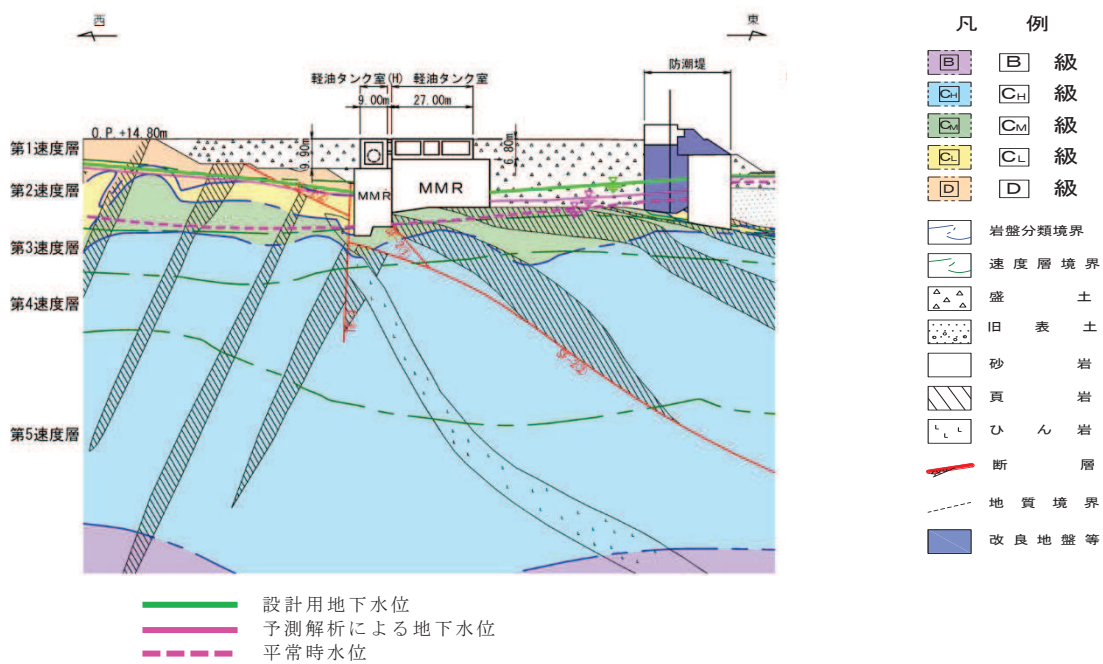 西
東
軽油タンク室(H) 軽油タンク室
9.00m 27.00m
防潮堤
O.P.+14.80m
9.90m
6.80m
MMR
MMR
第1速度層
第2速度層
第3速度層
第4速度層
第5速度層
凡 例
B B 級
CH CH 級
CM CM 級
CL CL 級
D D 級
岩盤分類境界
速度層境界
盛 土
旧 表 土
砂 岩
頁 岩
ひ ん 岩
断 層
地 質 境 界
改 良 地 盤 等
設計用地下水位
予測解析による地下水位
平常時水位